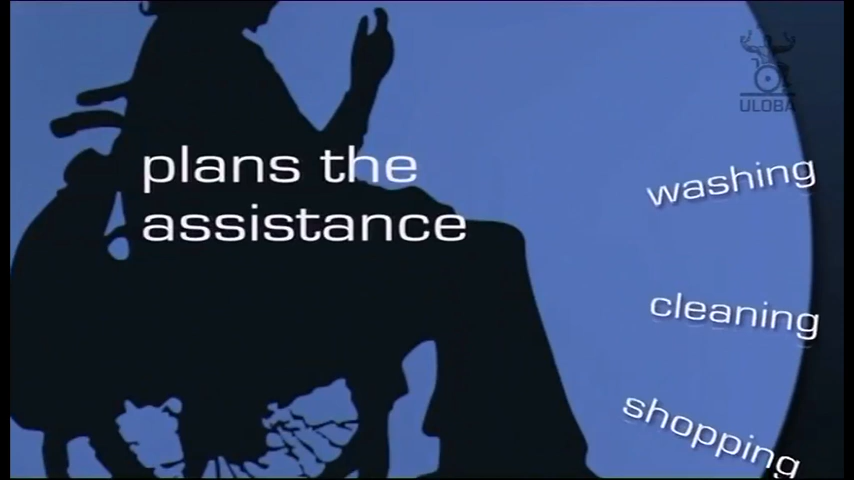 ULOBA
plans the
assistance
washing
cleaning
shopping